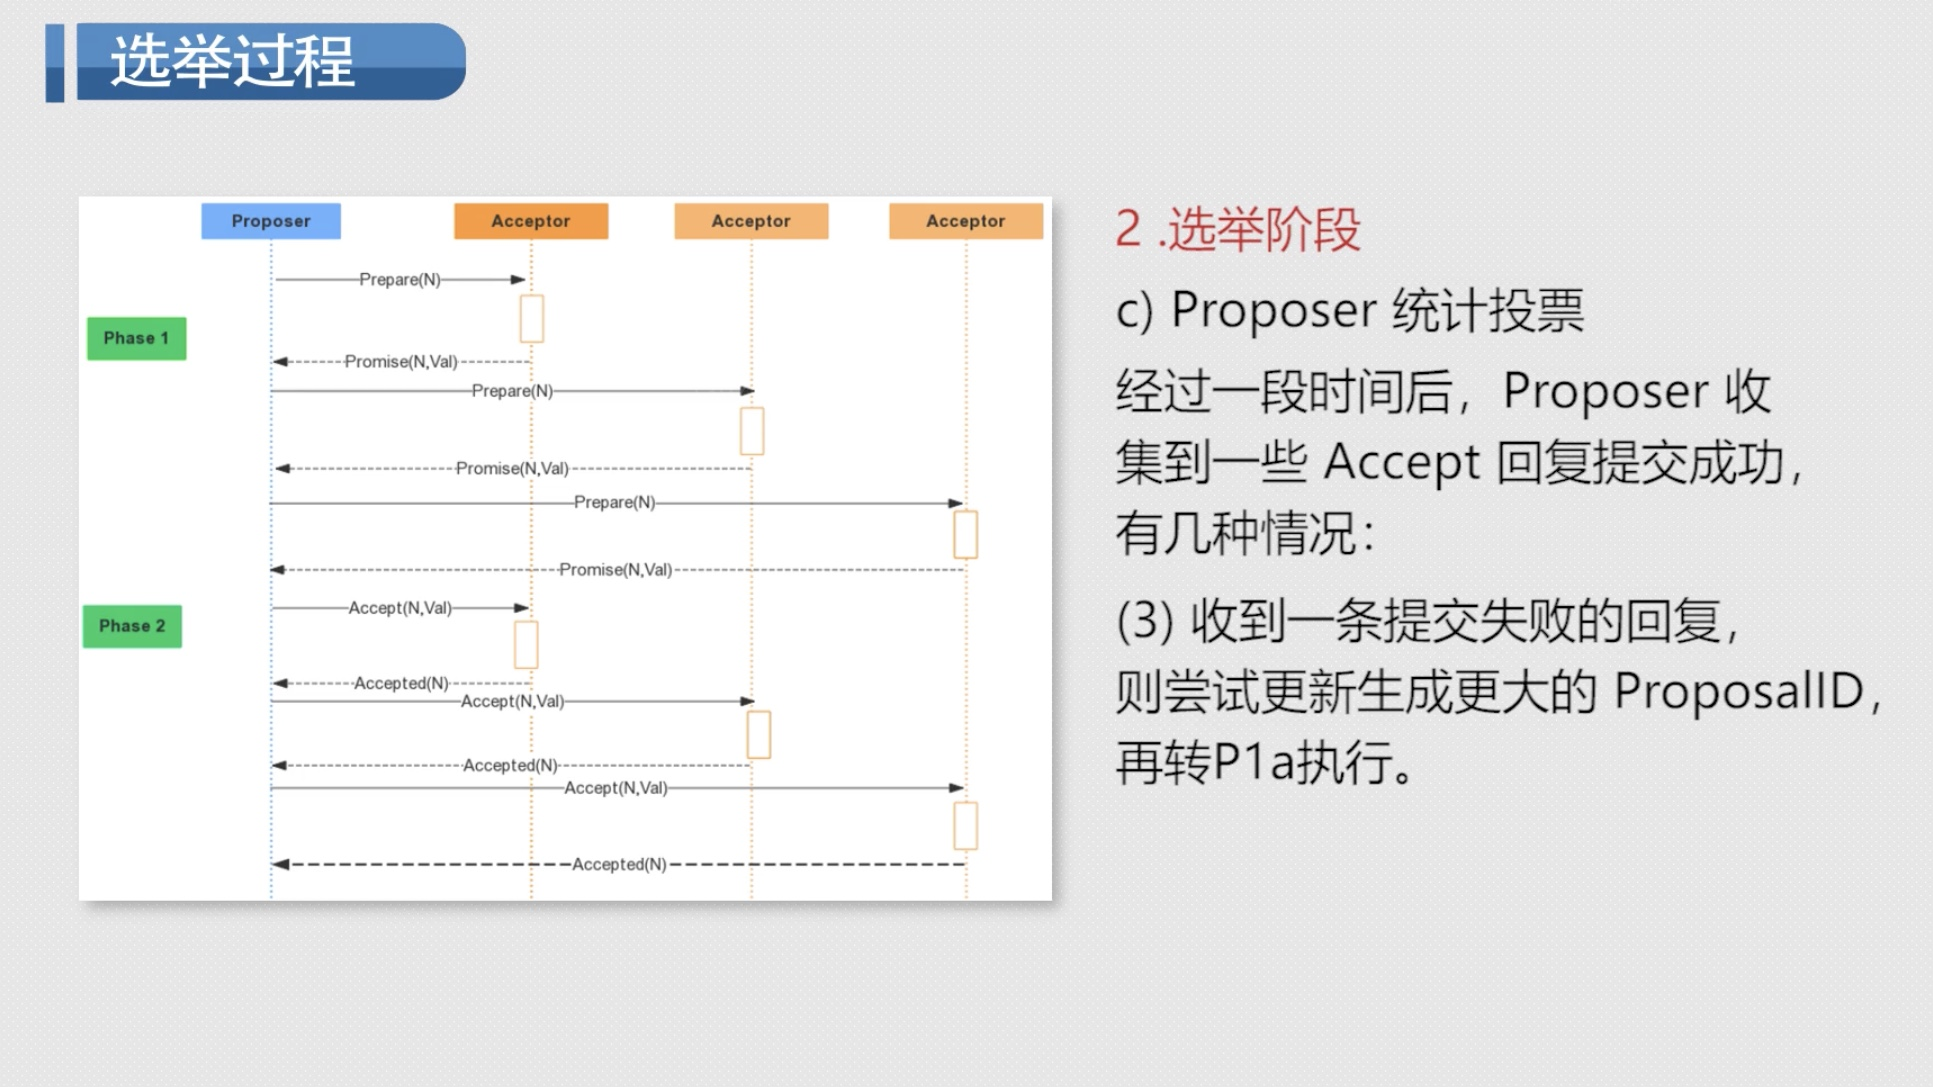 选举过程
Proposer
Acceptor
Acceptor
Acceptor
Prepare(N)
Phase 1
Promise(N,Val)
Prepare(N)
Promise(N,Val)
Prepare(N)
Promise(N,Val)
Accept(N,Val)
Phase 2
Accepted(N)
Accept(N,Val)
Accepted(N)
Accept(N,Val)
Accepted(N)
2 .选举阶段
c) Proposer 统计投票
经过一段时间后，Proposer 收
集到一些 Accept 回复提交成功，
有几种情况：
(3) 收到一条提交失败的回复，
则尝试更新生成更大的 ProposalID，
再转P1a执行。